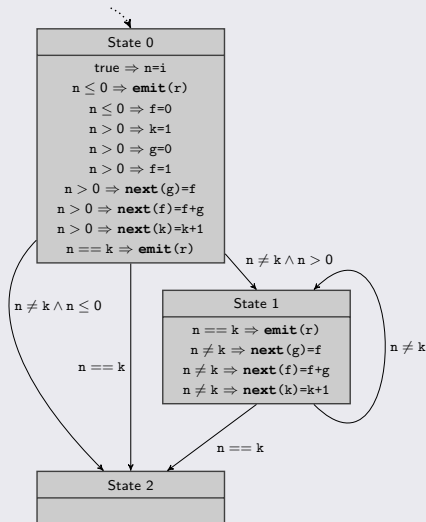 State 0
true ⇒ n=i
n ≤ 0 ⇒ emit(r)
n ≤ 0 ⇒ f=0
n > 0 ⇒ k=1
n > 0 ⇒ g=0
n > 0 ⇒ f=1
n > 0 ⇒ next(g)=f
n > 0 ⇒ next(f)=f+g
n > 0 ⇒ next(k)=k+1
n == k ⇒ emit(r)
n ≠ k ∧ n > 0
n ≠ k ∧ n ≤ 0
State 1
n == k ⇒ emit(r)
n ≠ k ⇒ next(g)=f
n ≠ k ⇒ next(f)=f+g
n ≠ k ⇒ next(k)=k+1
n ≠ k
n == k
n == k
State 2